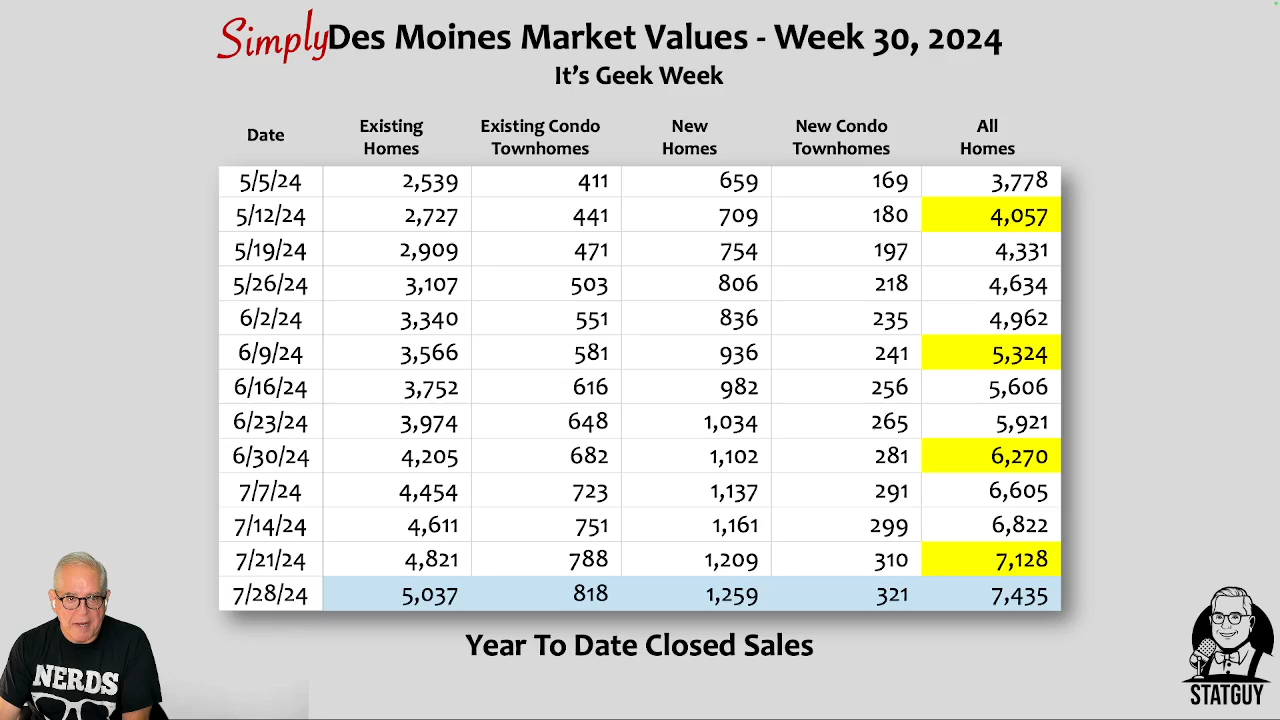 Simply Des Moines Market Values - Week 30, 2024
It's Geek Week
Date Existing Homes Existing Condo Townhomes New Homes New Condo Townhomes All Homes
5/5/24 2,539 411 659 169 3,778
5/12/24 2,727 441 709 180 4,057
5/19/24 2,909 471 754 197 4,331
5/26/24 3,107 503 806 218 4,634
6/2/24 3,340 551 836 235 4,962
6/9/24 3,566 581 936 241 5,324
6/16/24 3,752 616 982 256 5,606
6/23/24 3,974 648 1,034 265 5,921
6/30/24 4,205 682 1,102 281 6,270
7/7/24 4,454 723 1,137 291 6,605
7/14/24 4,611 751 1,161 299 6,822
7/21/24 4,821 788 1,209 310 7,128
7/28/24 5,037 818 1,259 321 7,435
Year To Date Closed Sales
NERDS
STATGUY